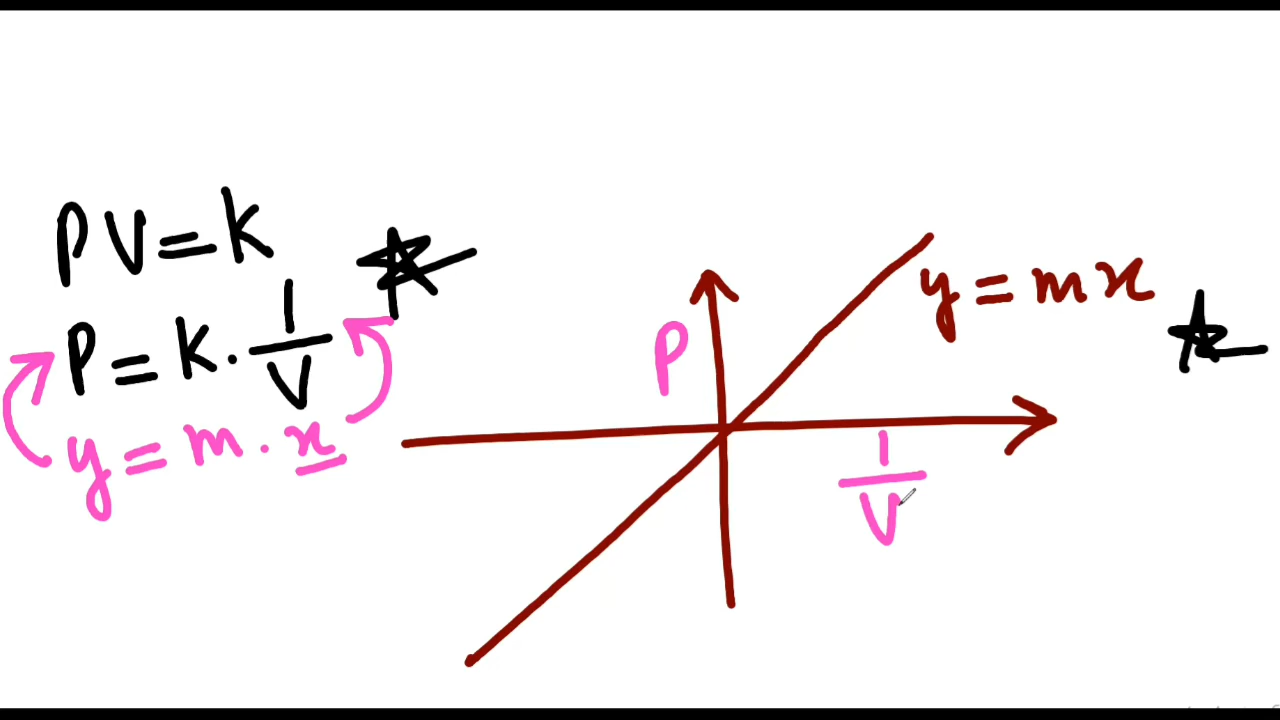 PV=K
P=K·1/V
y=m·x
y=mx
P
1/V